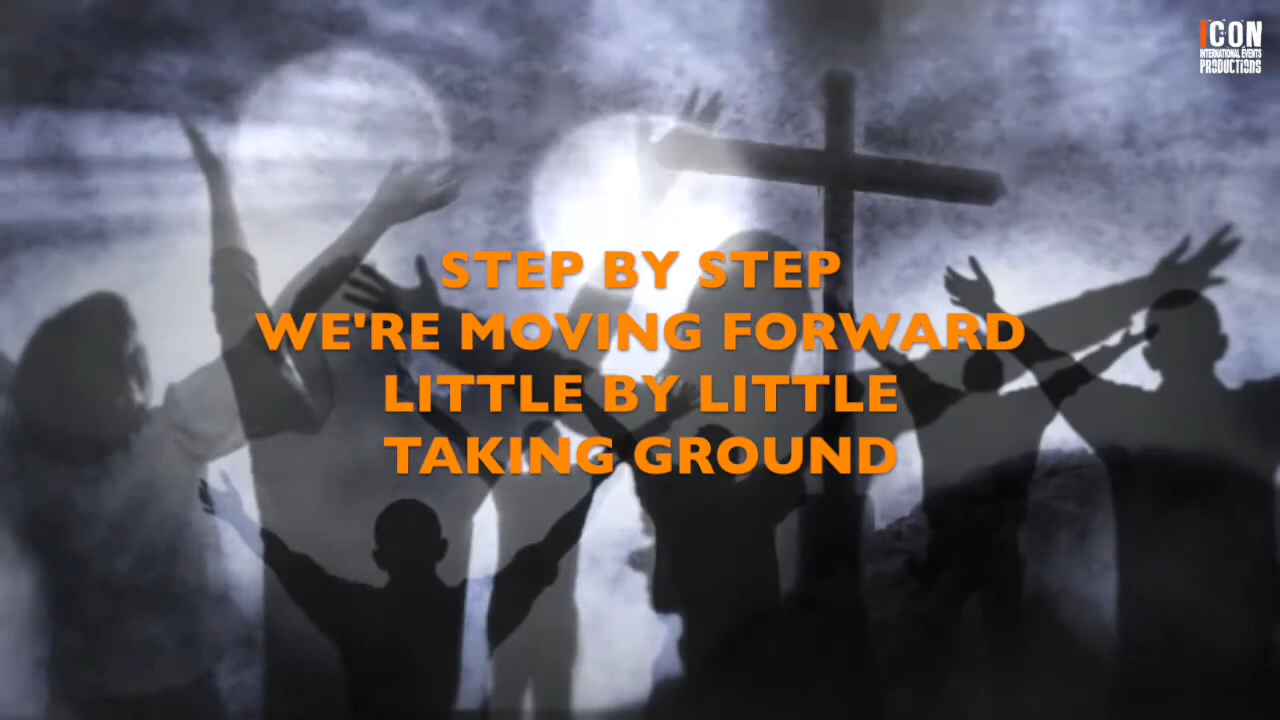 ICON
INTERNATIONAL EVENTS
PRODUCTIONS
STEP BY STEP
WE'RE MOVING FORWARD
LITTLE BY LITTLE
TAKING GROUND